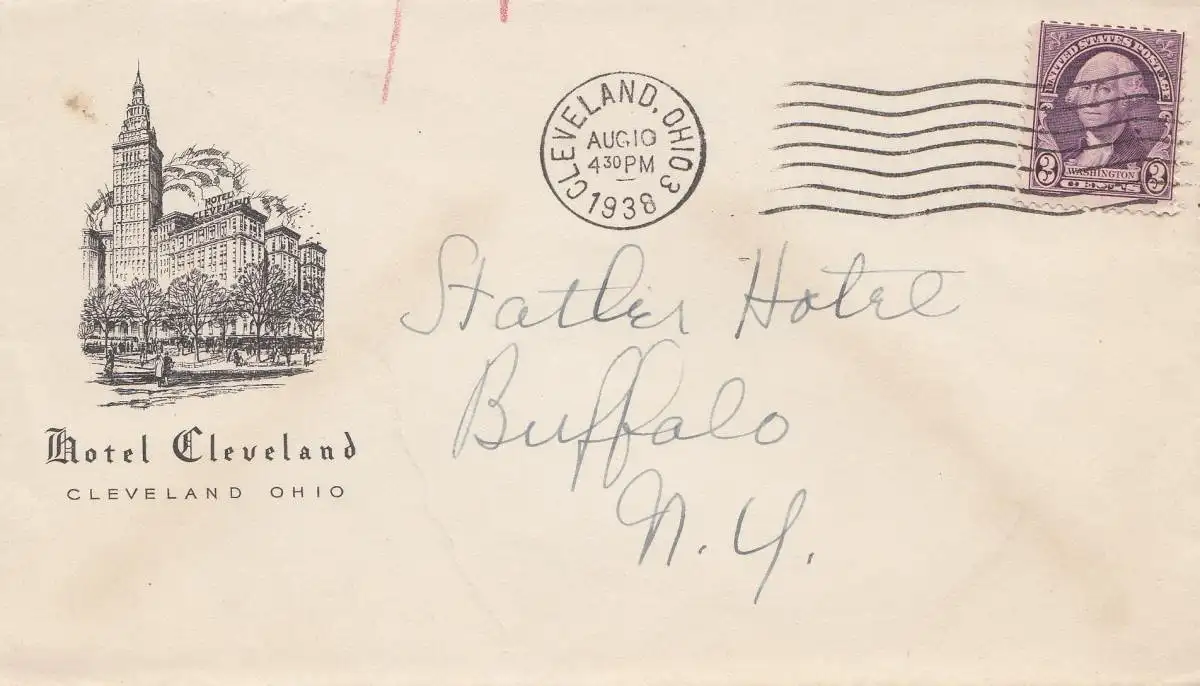 HOTEL CLEVELAND
Hotel Cleveland
CLEVELAND OHIO
CLEVELAND, OHIO 3
AUG 10
4 30 PM
1938
UNITED STATES POSTAGE
WASHINGTON
3 CENTS 3
Statler Hotel
Buffalo
N. Y.